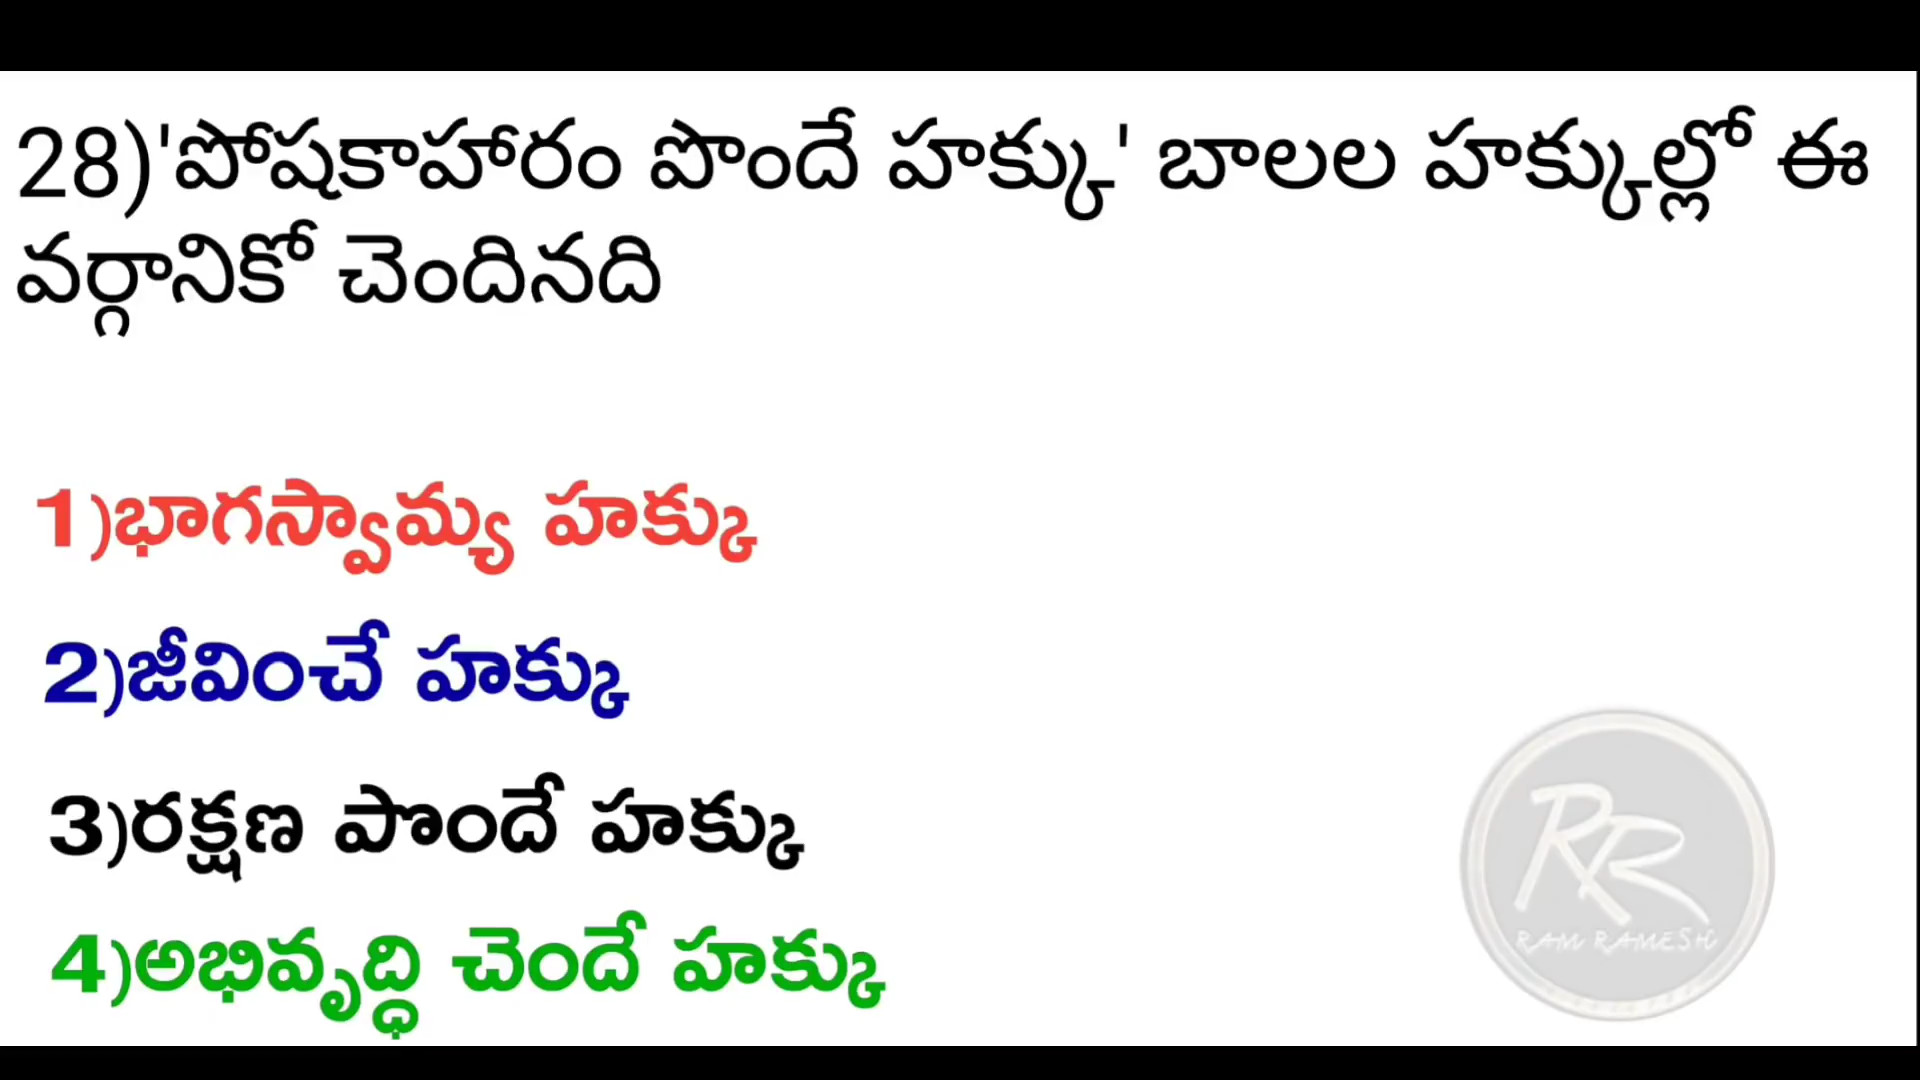 28)'పోషకాహారం పొందే హక్కు' బాలల హక్కుల్లో ఈ
వర్గానికో చెందినది
1)భాగస్వామ్య హక్కు
2)జీవించే హక్కు
3)రక్షణ పొందే హక్కు
4)అభివృద్ధి చెందే హక్కు
RR
RAM RAMESH